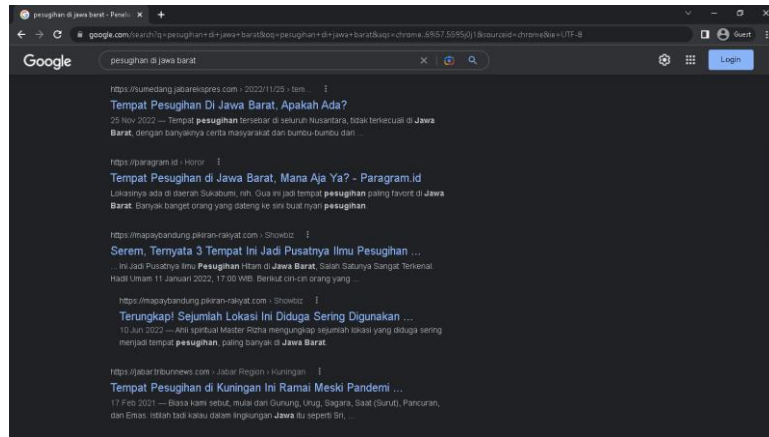 pesugihan di jawa barat - Penelu
google.com/search?q=pesugihan+di+jawa+barat&oq=pesugihan+di+jawa+barat&aqs=chrome..69i57.5595j0j1&sourceid=chrome&ie=UTF-8
Guest
Google
pesugihan di jawa barat
Login
https://sumedang.jabarekspres.com › 2022/11/25 › tem...
Tempat Pesugihan Di Jawa Barat, Apakah Ada?
25 Nov 2022 — Tempat pesugihan tersebar di seluruh Nusantara, tidak terkecuali di Jawa
Barat, dengan banyaknya cerita masyarakat dan bumbu-bumbu dari ...
https://paragram.id › Horor
Tempat Pesugihan di Jawa Barat, Mana Aja Ya? - Paragram.id
Lokasinya ada di daerah Sukabumi, nih. Gua ini jadi tempat pesugihan paling favorit di Jawa
Barat. Banyak banget orang yang dateng ke sini buat nyari pesugihan.
https://mapaybandung.pikiran-rakyat.com › Showbiz
Serem, Ternyata 3 Tempat Ini Jadi Pusatnya Ilmu Pesugihan ...
... Ini Jadi Pusatnya Ilmu Pesugihan Hitam di Jawa Barat, Salah Satunya Sangat Terkenal.
Hadil Umam 11 Januari 2022, 17:00 WIB. Berikut ciri-ciri orang yang ...
https://mapaybandung.pikiran-rakyat.com › Showbiz
Terungkap! Sejumlah Lokasi Ini Diduga Sering Digunakan ...
10 Jun 2022 — Ahli spiritual Master Rizha mengungkap sejumlah lokasi yang diduga sering
menjadi tempat pesugihan, paling banyak di Jawa Barat.
https://jabar.tribunnews.com › Jabar Region › Kuningan
Tempat Pesugihan di Kuningan Ini Ramai Meski Pandemi ...
17 Feb 2021 — Biasa kami sebut, mulai dari Gunung, Urug, Sagara, Saat (Surut), Pancuran,
dan Emas. Istilah tadi kalau dalam lingkungan Jawa itu seperti Sri, ...